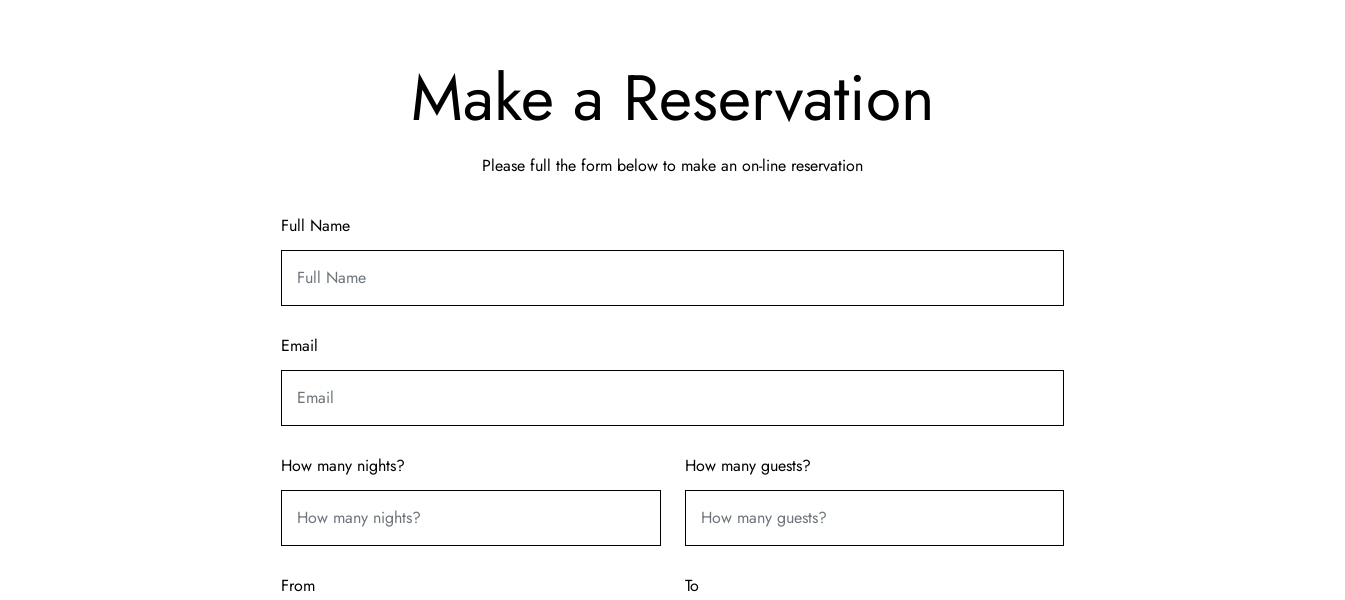 Make a Reservation
Please full the form below to make an on-line reservation
Full Name
Full Name
Email
Email
How many nights? How many guests?
How many nights? How many guests?
From To